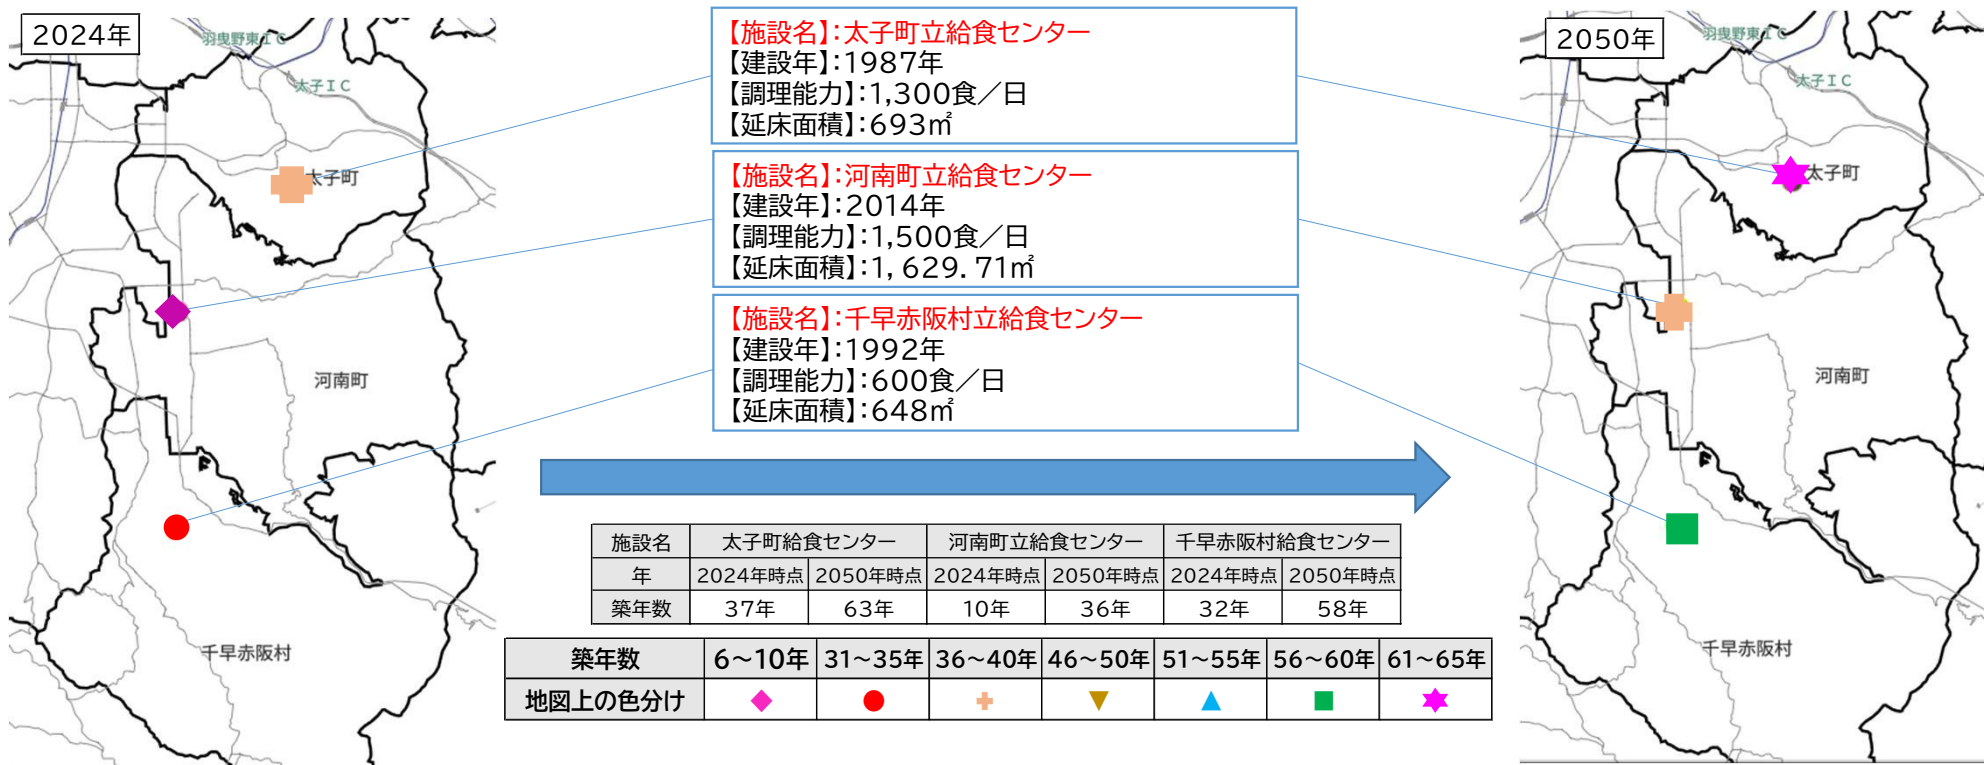 2024年
羽曳野東IC
太子IC
太子町
河南町
千早赤阪村
【施設名】:太子町立給食センター
【建設年】:1987年
【調理能力】:1,300食／日
【延床面積】:693㎡
【施設名】:河南町立給食センター
【建設年】:2014年
【調理能力】:1,500食／日
【延床面積】:1,629.71㎡
【施設名】:千早赤阪村立給食センター
【建設年】:1992年
【調理能力】:600食／日
【延床面積】:648㎡
2050年
羽曳野東IC
太子IC
太子町
河南町
千早赤阪村
施設名 太子町給食センター 河南町立給食センター 千早赤阪村給食センター
年 2024年時点 2050年時点 2024年時点 2050年時点 2024年時点 2050年時点
築年数 37年 63年 10年 36年 32年 58年
築年数 6～10年 31～35年 36～40年 46～50年 51～55年 56～60年 61～65年
地図上の色分け